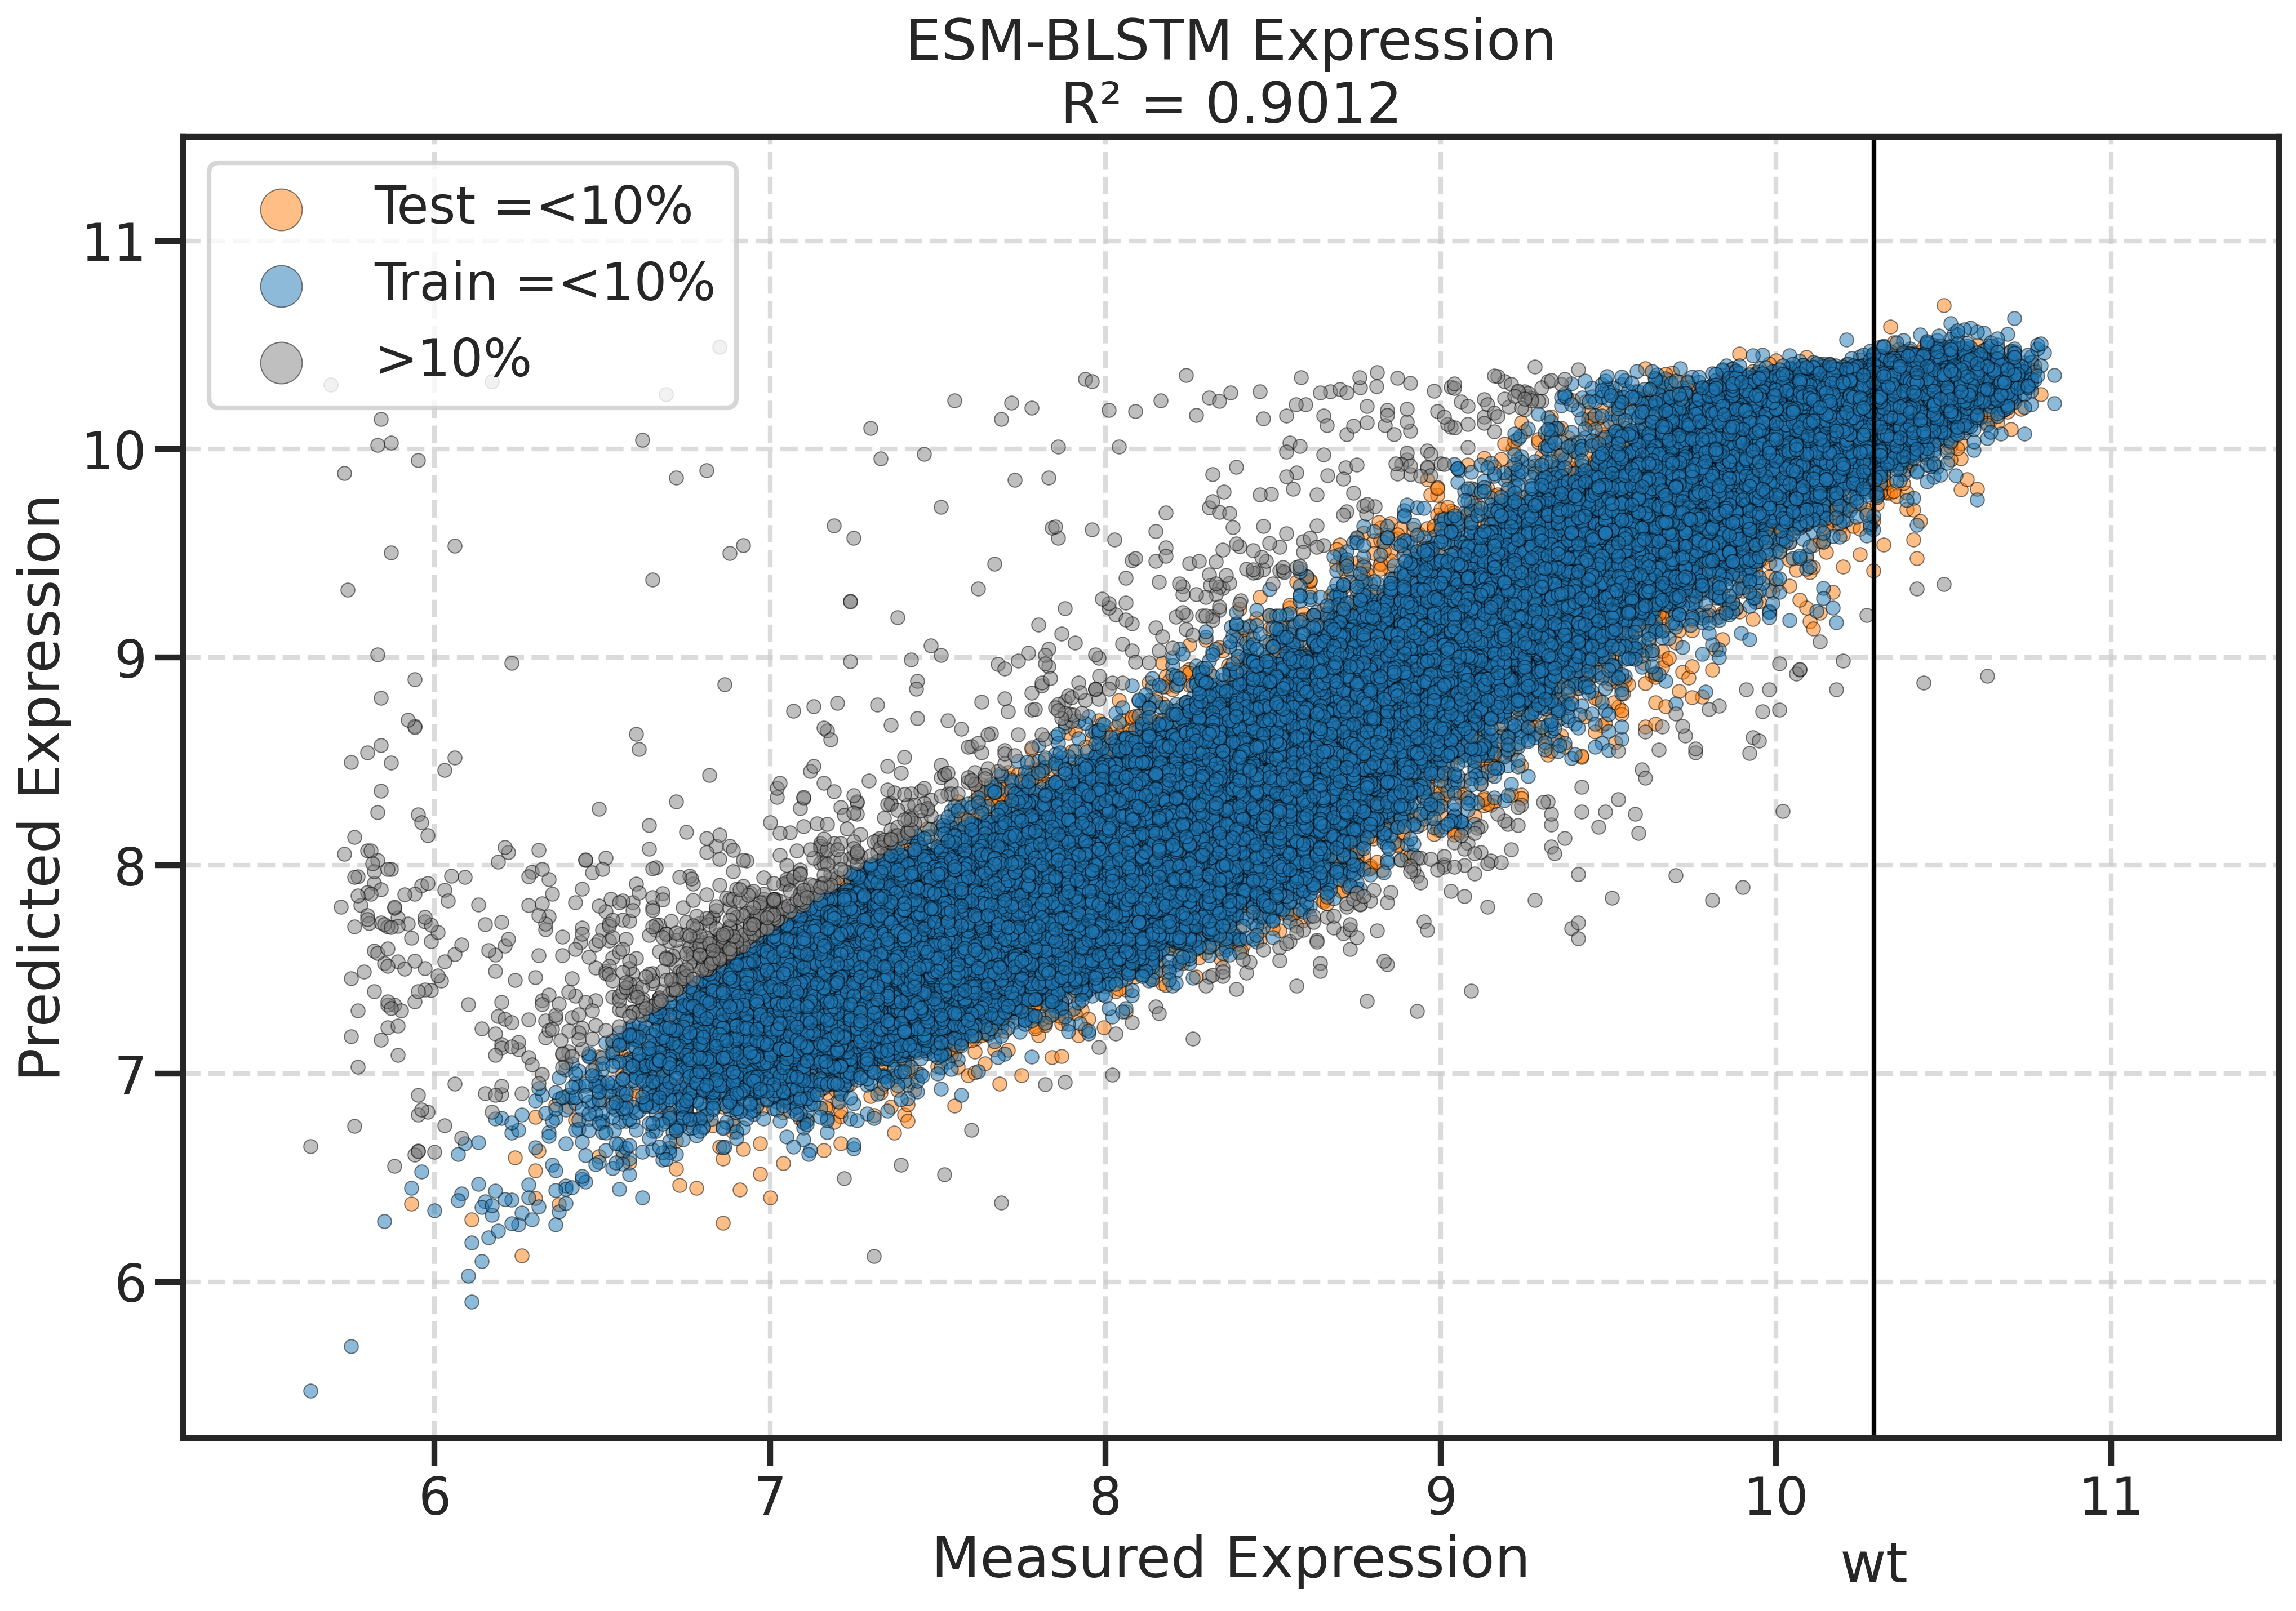 ESM-BLSTM Expression
R² = 0.9012
Test =<10%
Train =<10%
>10%
Predicted Expression
11
10
9
8
7
6
6 7 8 9 10 11
Measured Expression
wt